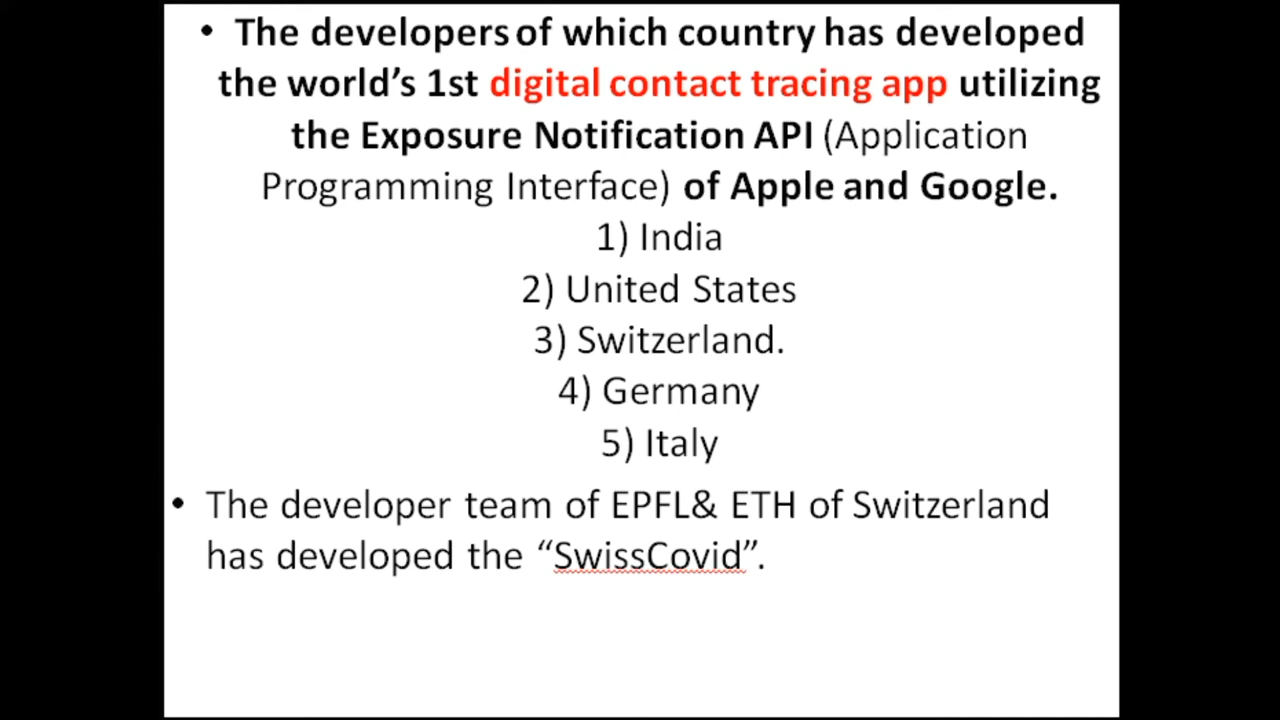 • The developers of which country has developed
the world’s 1st digital contact tracing app utilizing
the Exposure Notification API (Application
Programming Interface) of Apple and Google.
1) India
2) United States
3) Switzerland.
4) Germany
5) Italy
• The developer team of EPFL& ETH of Switzerland
has developed the “SwissCovid”.